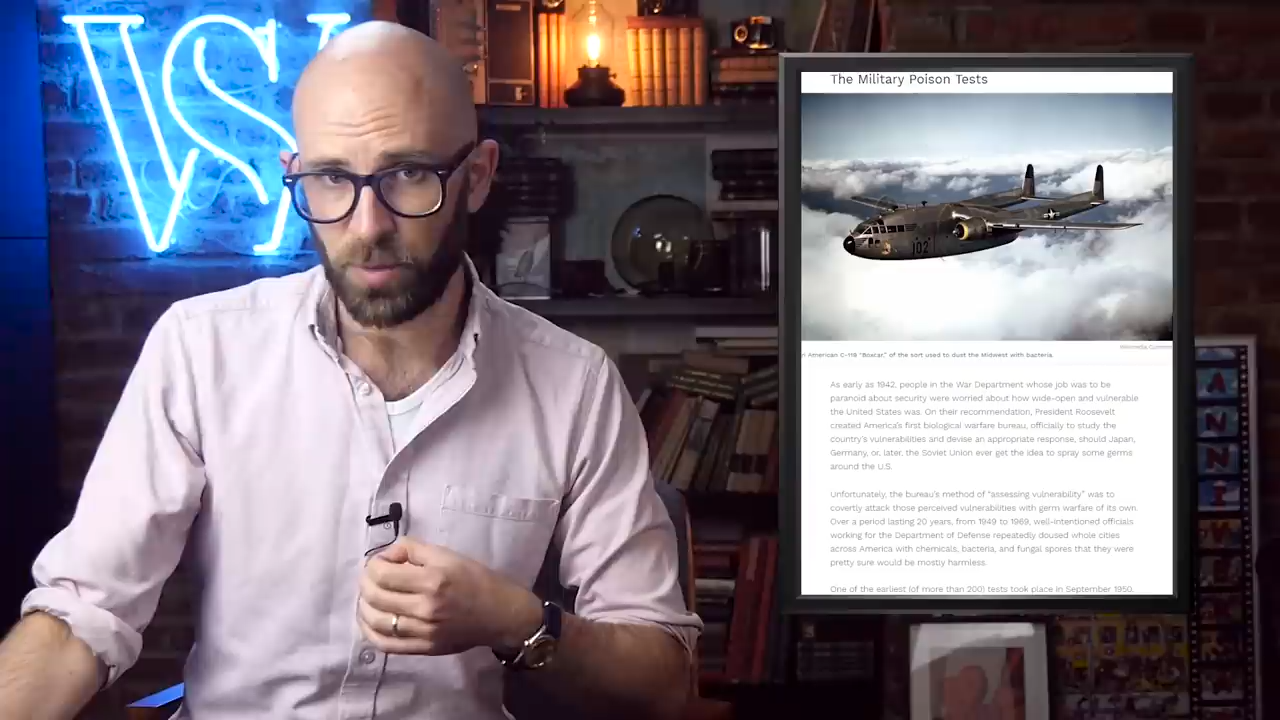 VSA
The Military Poison Tests
102
Wikimedia Commons
n American C-119 "Boxcar," of the sort used to dust the Midwest with bacteria.
As early as 1942, people in the War Department whose job was to be
paranoid about security were worried about how wide-open and vulnerable
the United States was. On their recommendation, President Roosevelt
created America's first biological warfare bureau, officially to study the
country's vulnerabilities and devise an appropriate response, should Japan,
Germany, or, later, the Soviet Union ever get the idea to spray some germs
around the U.S.
Unfortunately, the bureau's method of "assessing vulnerability" was to
covertly attack those perceived vulnerabilities with germ warfare of its own.
Over a period lasting 20 years, from 1949 to 1969, well-intentioned officials
working for the Department of Defense repeatedly doused whole cities
across America with chemicals, bacteria, and fungal spores that they were
pretty sure would be mostly harmless.
One of the earliest (of more than 200) tests took place in September 1950,